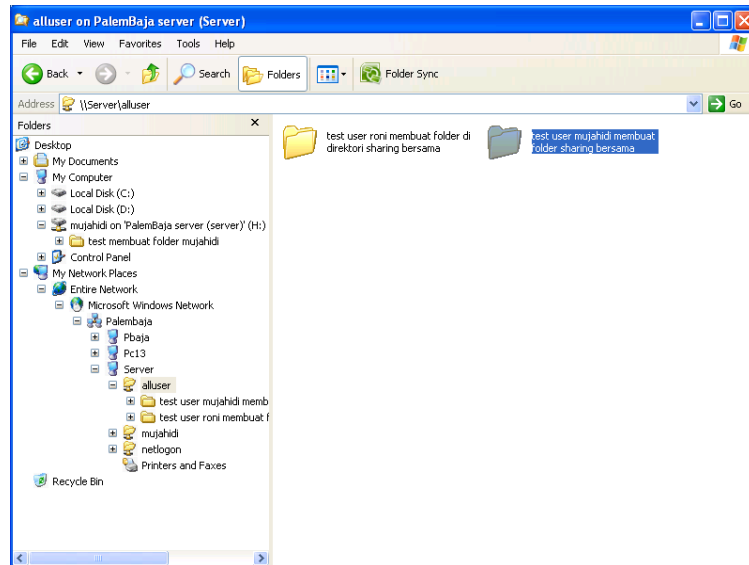 alluser on PalemBaja server (Server)
File Edit View Favorites Tools Help
Back Search Folders Folder Sync
Address \\Server\alluser Go
Folders
Desktop
My Documents
My Computer
Local Disk (C:)
Local Disk (D:)
mujahidi on 'PalemBaja server (server)' (H:)
test membuat folder mujahidi
Control Panel
My Network Places
Entire Network
Microsoft Windows Network
Palembaja
Pbaja
Pc13
Server
alluser
test user mujahidi memb
test user roni membuat f
mujahidi
netlogon
Printers and Faxes
Recycle Bin
test user roni membuat folder di
direktori sharing bersama
test user mujahidi membuat
folder sharing bersama